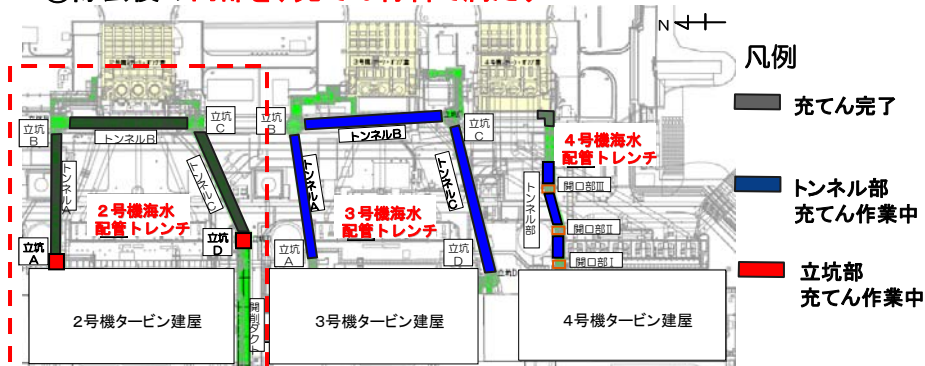 N
凡例
充てん完了
トンネル部
充てん作業中
立坑部
充てん作業中
立坑
B
トンネルB
立坑
C
トンネルA
トンネルC
2号機海水
配管トレンチ
立坑
A
立坑
D
開削ダクト
2号機タービン建屋
立坑
B
トンネルB
立坑
C
トンネルA
トンネルC
3号機海水
配管トレンチ
立坑
A
立坑
D
立坑D
3号機タービン建屋
4号機海水
配管トレンチ
トンネル部
開口部Ⅲ
開口部Ⅱ
開口部Ⅰ
4号機タービン建屋